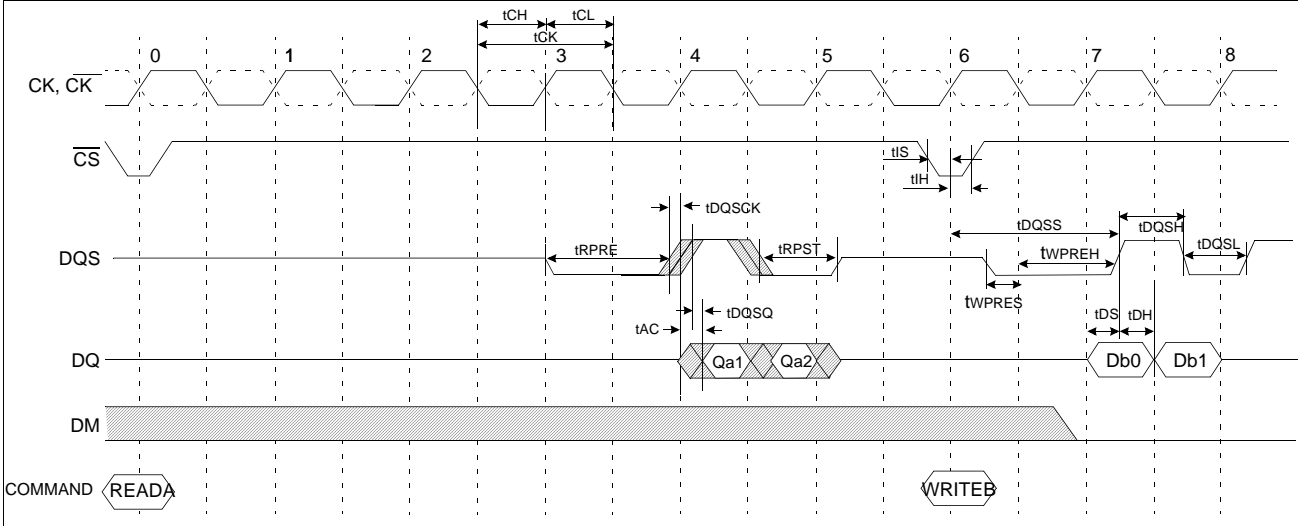 tCH tCL
tCK
0 1 2 3 4 5 6 7 8
CK, CK
CS
tIS
tIH
tDQSCK
tDQSS
tDQSH
tRPRE
tRPST
tDQSL
DQS
tWPREH
tWPRES
tDQSQ
tAC
tDS tDH
DQ
Qa1 Qa2
Db0 Db1
DM
COMMAND READA WRITEB